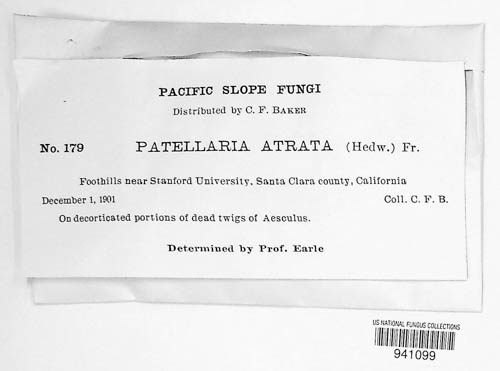 PACIFIC SLOPE FUNGI
Distributed by C. F. BAKER
No. 179 PATELLARIA ATRATA (Hedw.) Fr.
Foothills near Stanford University, Santa Clara county, California
December 1, 1901 Coll. C. F. B.
On decorticated portions of dead twigs of Aesculus.
Determined by Prof. Earle
US NATIONAL FUNGUS COLLECTIONS
941099